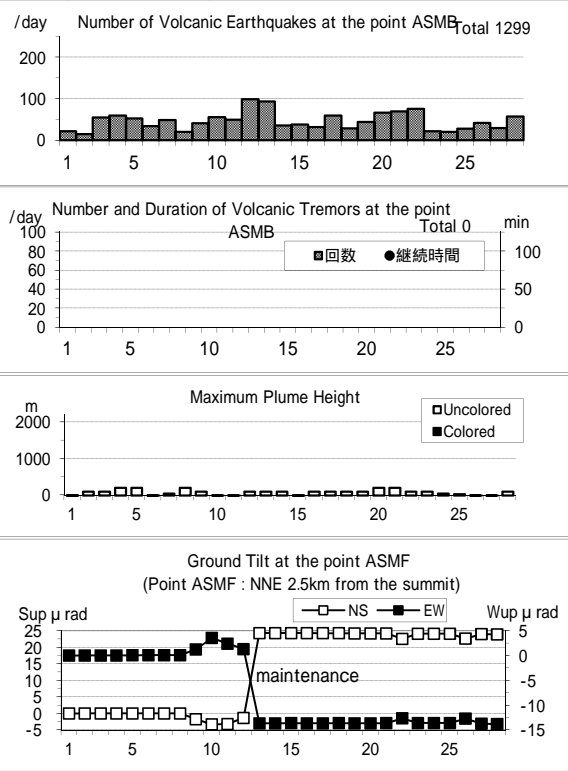 /day Number of Volcanic Earthquakes at the point ASMB Total 1299
200
100
0
1 5 10 15 20 25
/day Number and Duration of Volcanic Tremors at the point ASMB Total 0 min
回数 継続時間
100 100
80
60
40 50
20
0 0
1 5 10 15 20 25
Maximum Plume Height
m
Uncolored
Colored
2000
1000
0
1 5 10 15 20 25
Ground Tilt at the point ASMF
(Point ASMF : NNE 2.5km from the summit)
Sup μ rad NS EW Wup μ rad
25 5
20 0
15 -5
10
5 -10
0
-5 -15
maintenance
1 5 10 15 20 25